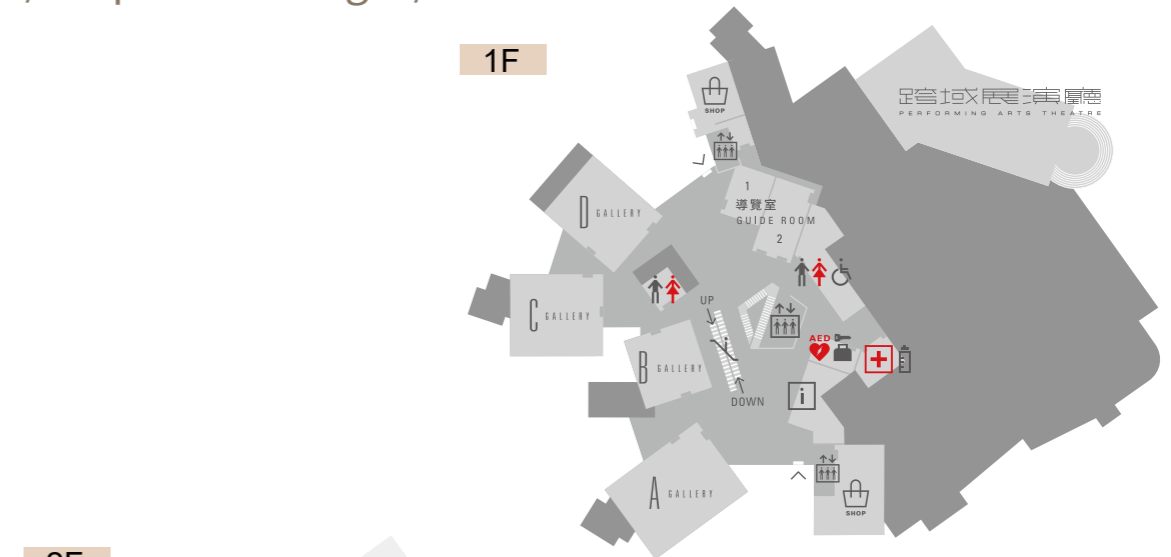 1F
跨域展演廳
PERFORMING ARTS THEATRE
SHOP
1
導覽室
GUIDE ROOM
2
D GALLERY
C GALLERY
UP
AED
B GALLERY
i
DOWN
A GALLERY
SHOP